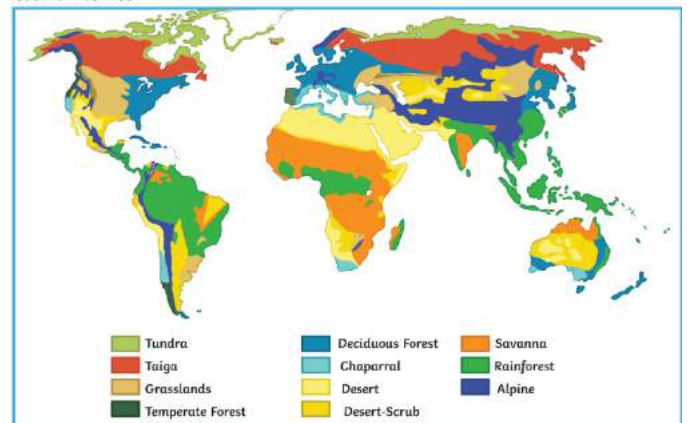 Tundra
Taiga
Grasslands
Temperate Forest
Deciduous Forest
Chaparral
Desert
Desert-Scrub
Savanna
Rainforest
Alpine